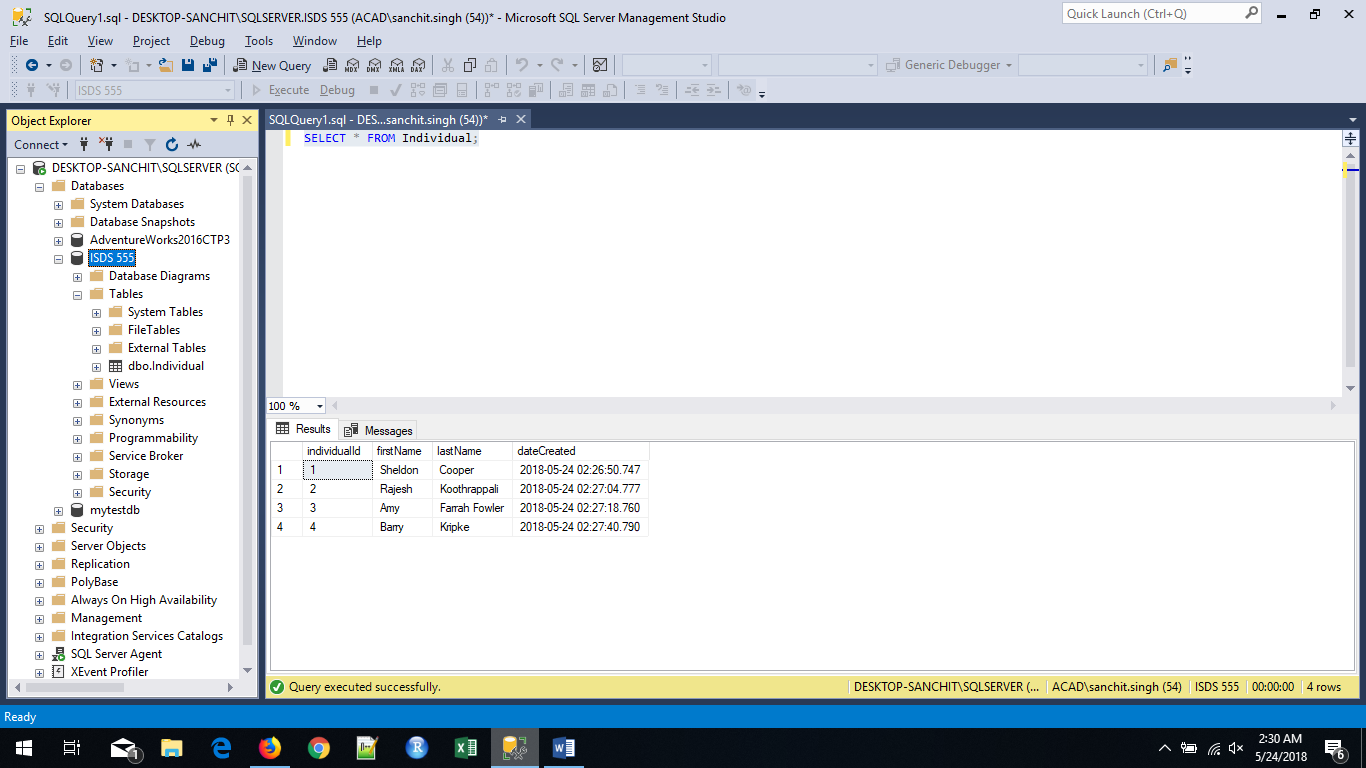 SQLQuery1.sql - DESKTOP-SANCHIT\SQLSERVER.ISDS 555 (ACAD\sanchit.singh (54))* - Microsoft SQL Server Management Studio
Quick Launch (Ctrl+Q)
File Edit View Project Debug Tools Window Help
New Query MDX DMX XMLA DAX Generic Debugger
ISDS 555 Execute Debug
Object Explorer
Connect
DESKTOP-SANCHIT\SQLSERVER (SQ
Databases
System Databases
Database Snapshots
AdventureWorks2016CTP3
ISDS 555
Database Diagrams
Tables
System Tables
FileTables
External Tables
dbo.Individual
Views
External Resources
Synonyms
Programmability
Service Broker
Storage
Security
mytestdb
Security
Server Objects
Replication
PolyBase
Always On High Availability
Management
Integration Services Catalogs
SQL Server Agent
XEvent Profiler
SQLQuery1.sql - DES...sanchit.singh (54))*
SELECT * FROM Individual;
100 %
Results Messages
individualId firstName lastName dateCreated
1 1 Sheldon Cooper 2018-05-24 02:26:50.747
2 2 Rajesh Koothrappali 2018-05-24 02:27:04.777
3 3 Amy Farrah Fowler 2018-05-24 02:27:18.760
4 4 Barry Kripke 2018-05-24 02:27:40.790
Query executed successfully. DESKTOP-SANCHIT\SQLSERVER (... ACAD\sanchit.singh (54) ISDS 555 00:00:00 4 rows
Ready
1
2:30 AM
5/24/2018
6